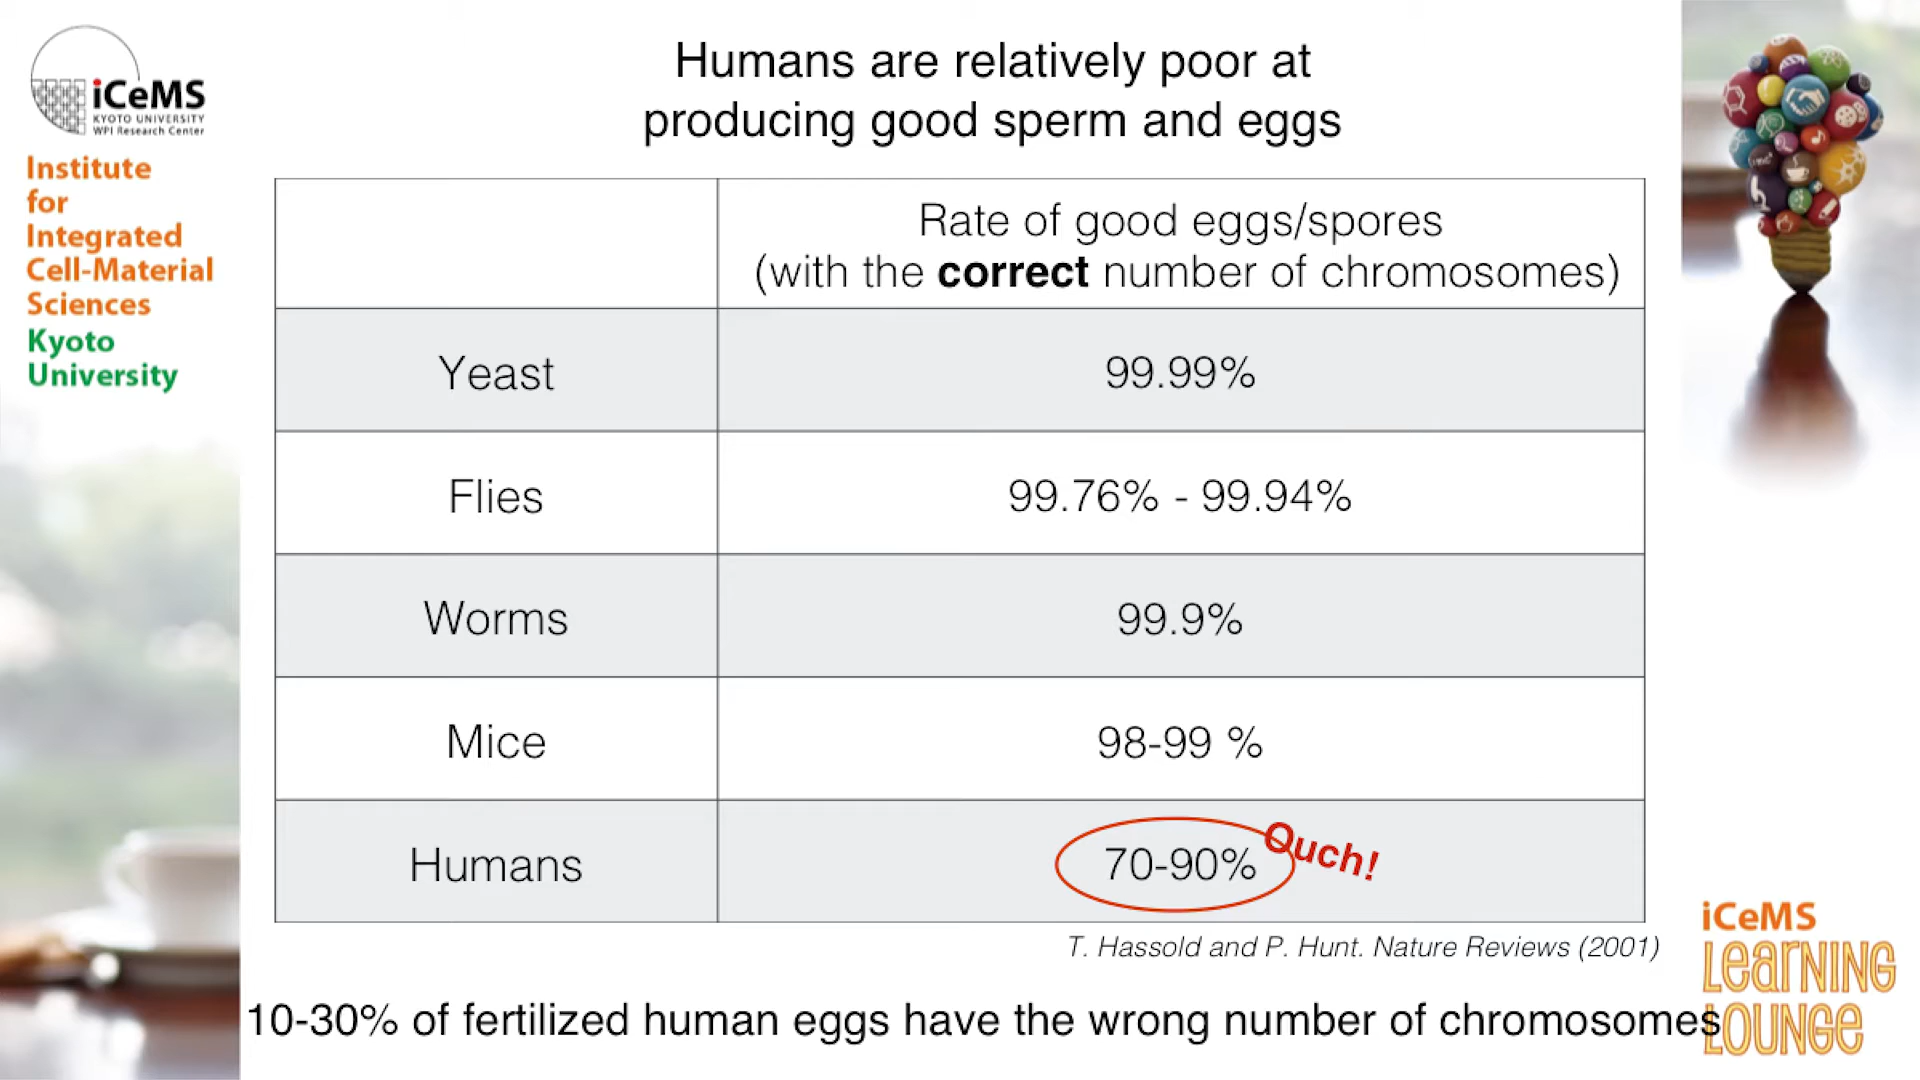 iCeMS
KYOTO UNIVERSITY
WPI Research Center
Institute
for
Integrated
Cell-Material
Sciences
Kyoto
University
Humans are relatively poor at
producing good sperm and eggs
Rate of good eggs/spores
(with the correct number of chromosomes)
Yeast
99.99%
Flies
99.76% - 99.94%
Worms
99.9%
Mice
98-99 %
Humans
70-90%
Ouch!
T. Hassold and P. Hunt. Nature Reviews (2001)
10-30% of fertilized human eggs have the wrong number of chromosomes
iCeMS
LeARNING
LOUNGe